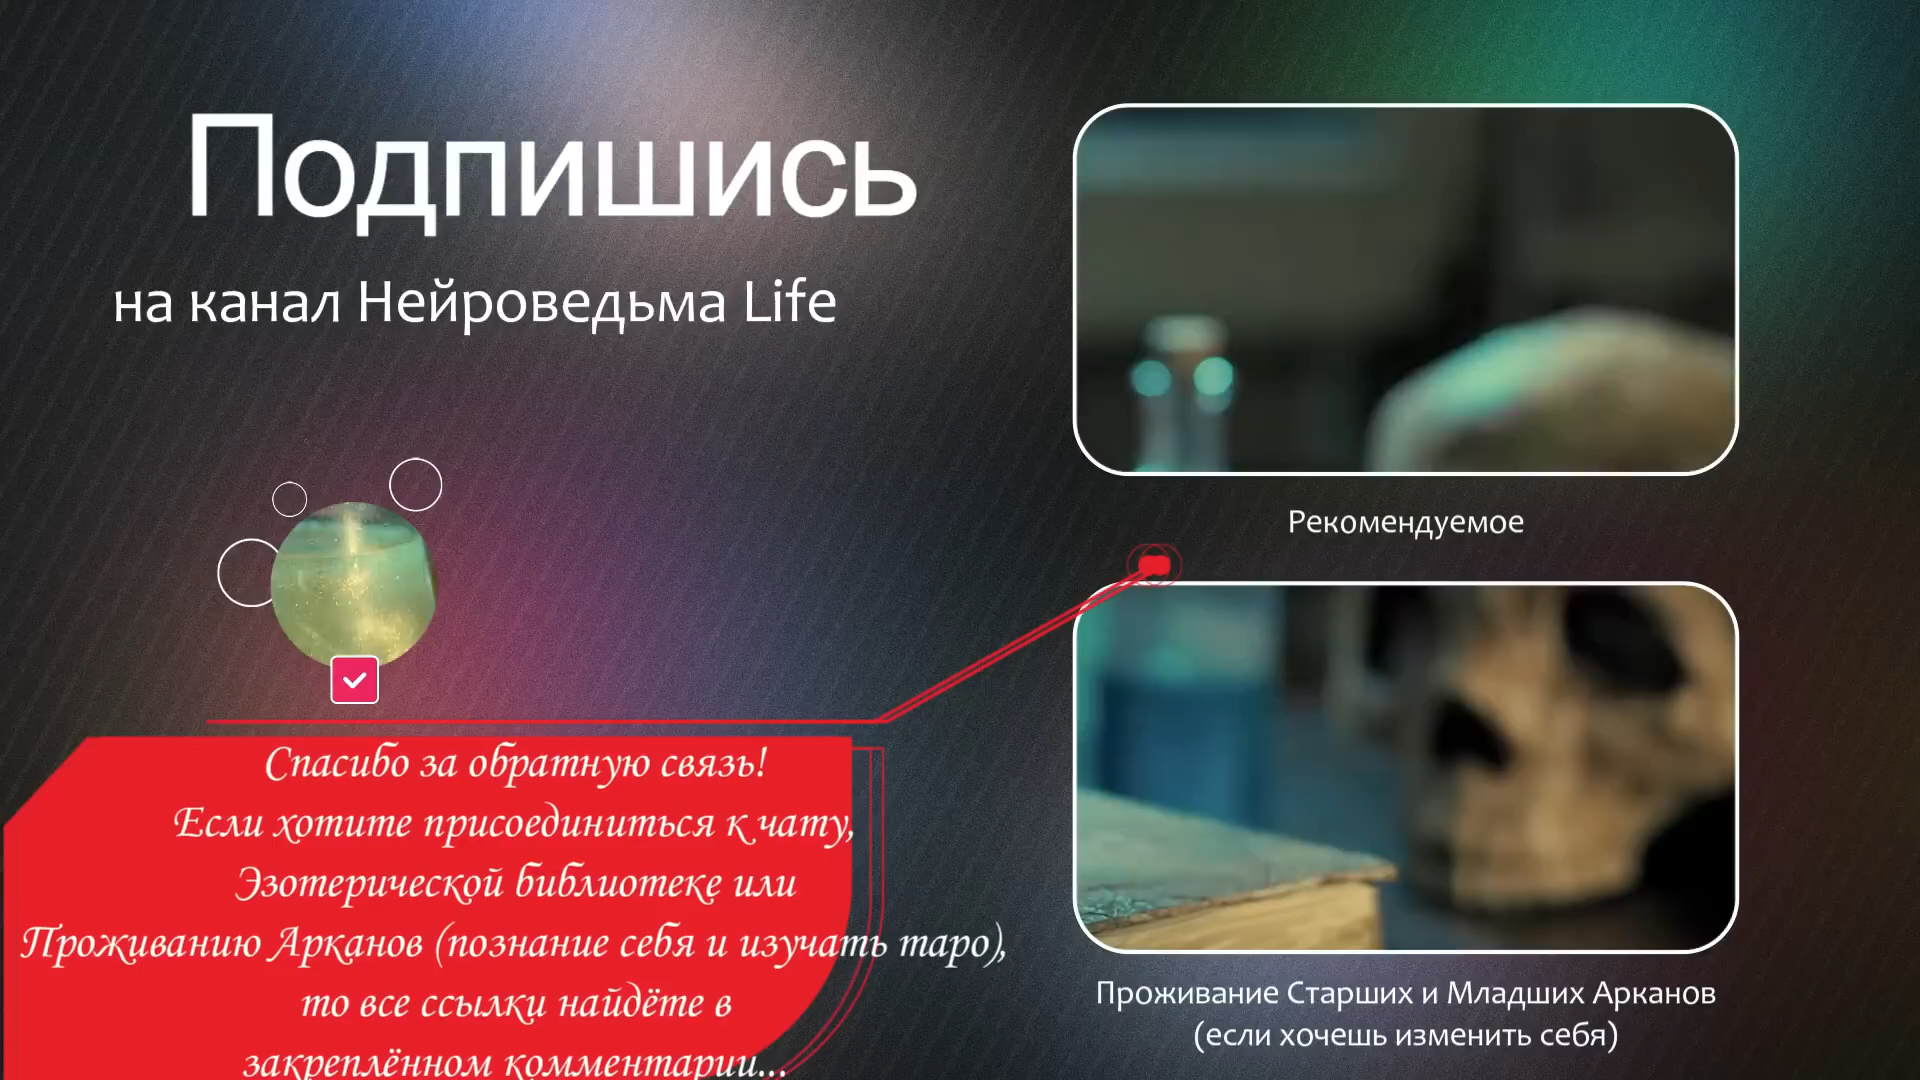 Подпишись
на канал Нейроведьма Life
Рекомендуемое
Спасибо за обратную связь!
Если хотите присоединиться к чату,
Эзотерической библиотеке или
Проживанию Арканов (познание себя и изучать таро),
то все ссылки найдёте в
закреплённом комментарии...
Проживание Старших и Младших Арканов
(если хочешь изменить себя)